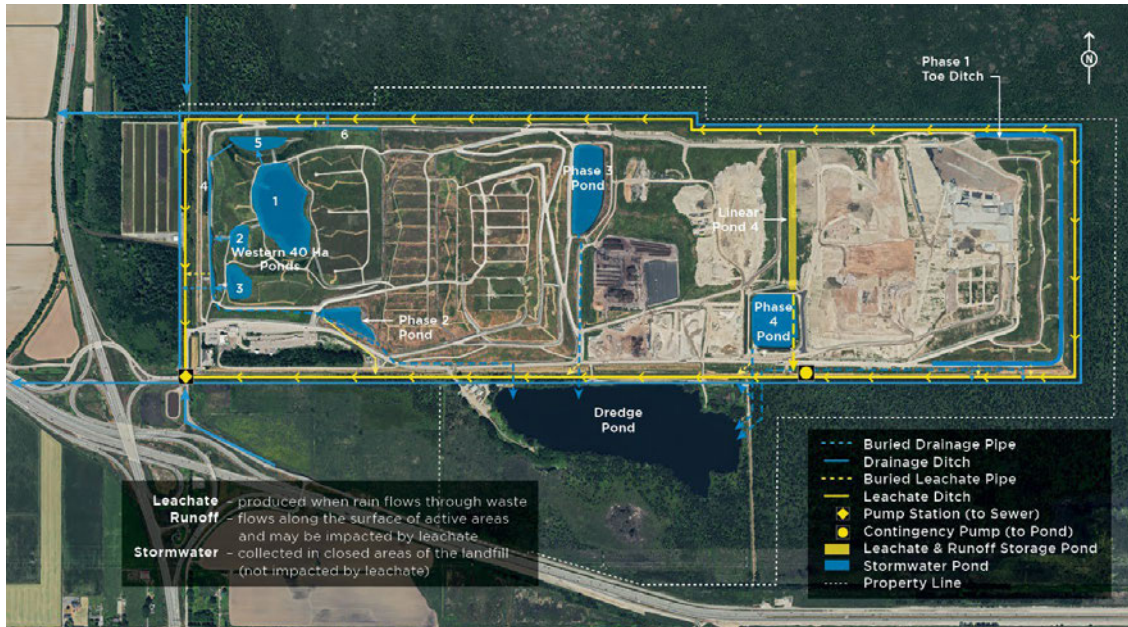 N
Phase 1
Toe Ditch
6
5
4
1
2
3
Western 40 Ha
Ponds
Phase 3
Pond
Linear
Pond 4
Phase 2
Pond
Phase 4
Pond
Dredge
Pond
Leachate – produced when rain flows through waste
Runoff – flows along the surface of active areas
and may be impacted by leachate
Stormwater – collected in closed areas of the landfill
(not impacted by leachate)
Buried Drainage Pipe
Drainage Ditch
Buried Leachate Pipe
Leachate Ditch
Pump Station (to Sewer)
Contingency Pump (to Pond)
Leachate & Runoff Storage Pond
Stormwater Pond
Property Line